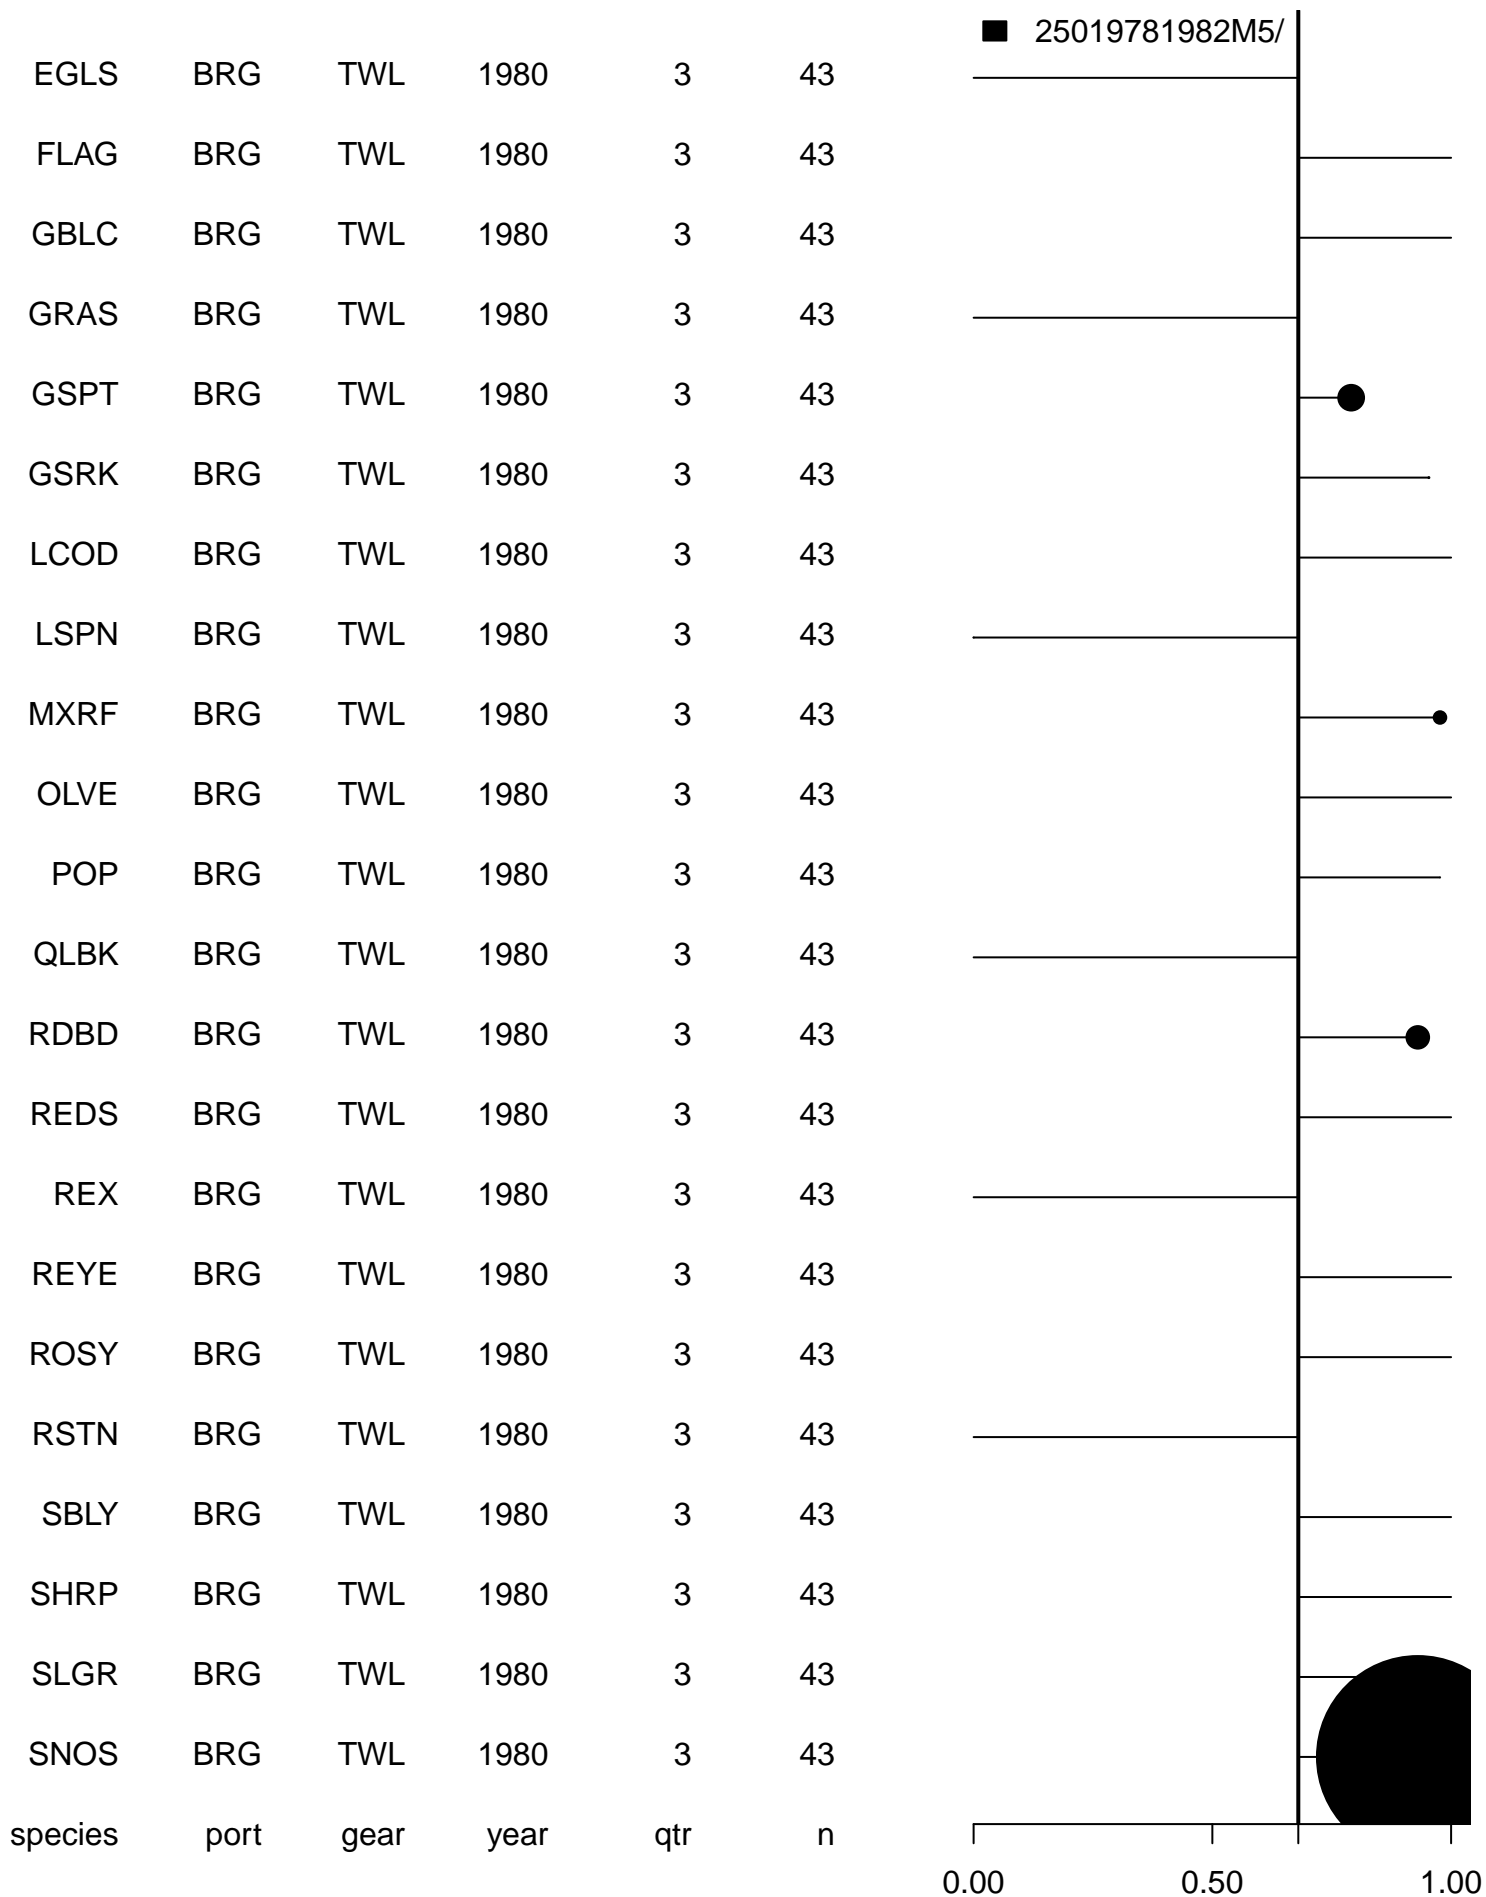 25019781982M5/
EGLS BRG TWL 1980 3 43
FLAG BRG TWL 1980 3 43
GBLC BRG TWL 1980 3 43
GRAS BRG TWL 1980 3 43
GSPT BRG TWL 1980 3 43
GSRK BRG TWL 1980 3 43
LCOD BRG TWL 1980 3 43
LSPN BRG TWL 1980 3 43
MXRF BRG TWL 1980 3 43
OLVE BRG TWL 1980 3 43
POP BRG TWL 1980 3 43
QLBK BRG TWL 1980 3 43
RDBD BRG TWL 1980 3 43
REDS BRG TWL 1980 3 43
REX BRG TWL 1980 3 43
REYE BRG TWL 1980 3 43
ROSY BRG TWL 1980 3 43
RSTN BRG TWL 1980 3 43
SBLY BRG TWL 1980 3 43
SHRP BRG TWL 1980 3 43
SLGR BRG TWL 1980 3 43
SNOS BRG TWL 1980 3 43
species port gear year qtr n
0.00 0.50 1.00